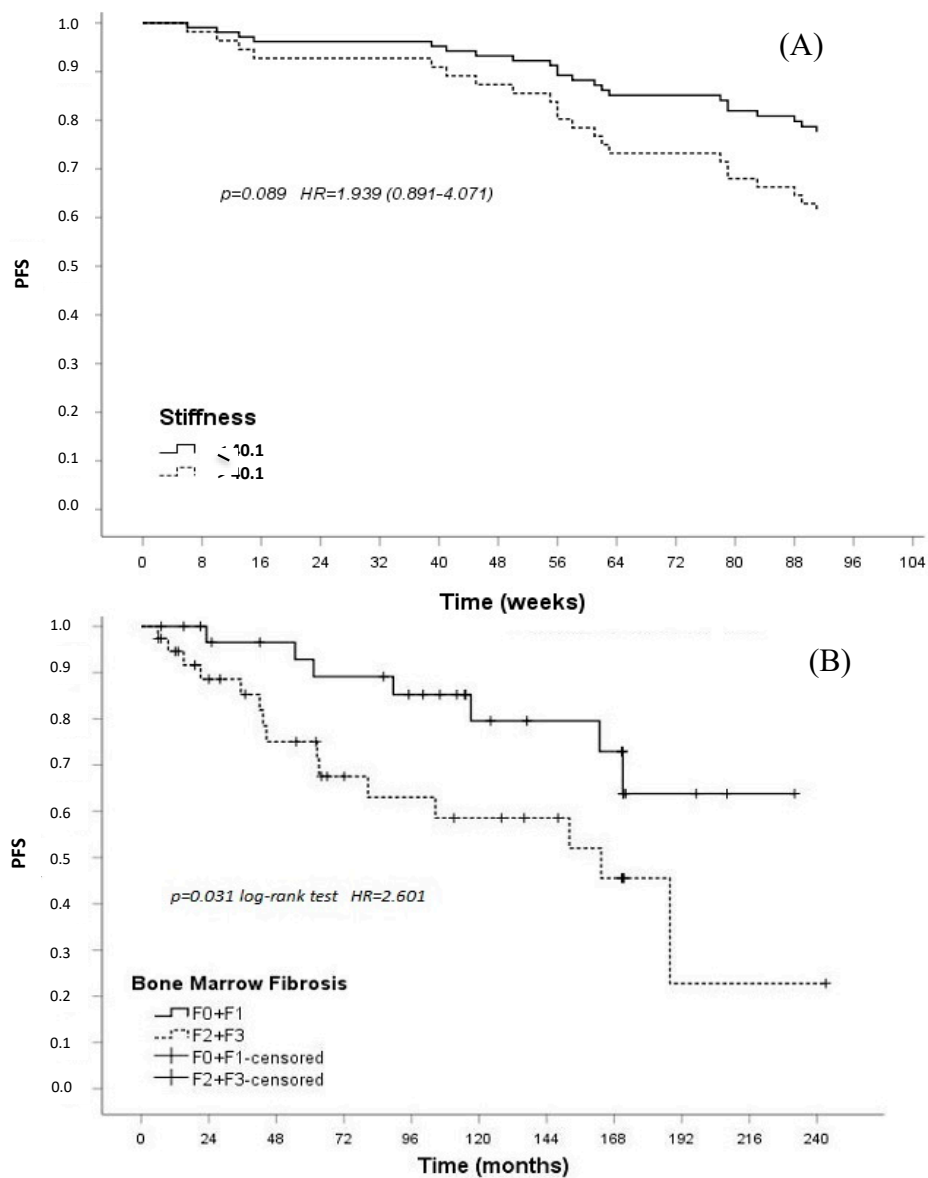 (A)
1.0
0.9
0.8
0.7
0.6
0.5
0.4
0.3
0.2
0.1
0.0
PFS
p=0.089 HR=1.939 (0.891-4.071)
Stiffness
40.1
40.1
0 8 16 24 32 40 48 56 64 72 80 88 96 104
Time (weeks)
(B)
1.0
0.9
0.8
0.7
0.6
0.5
0.4
0.3
0.2
0.1
0.0
PFS
p=0.031 log-rank test HR=2.601
Bone Marrow Fibrosis
F0+F1
F2+F3
F0+F1-censored
F2+F3-censored
0 24 48 72 96 120 144 168 192 216 240
Time (months)